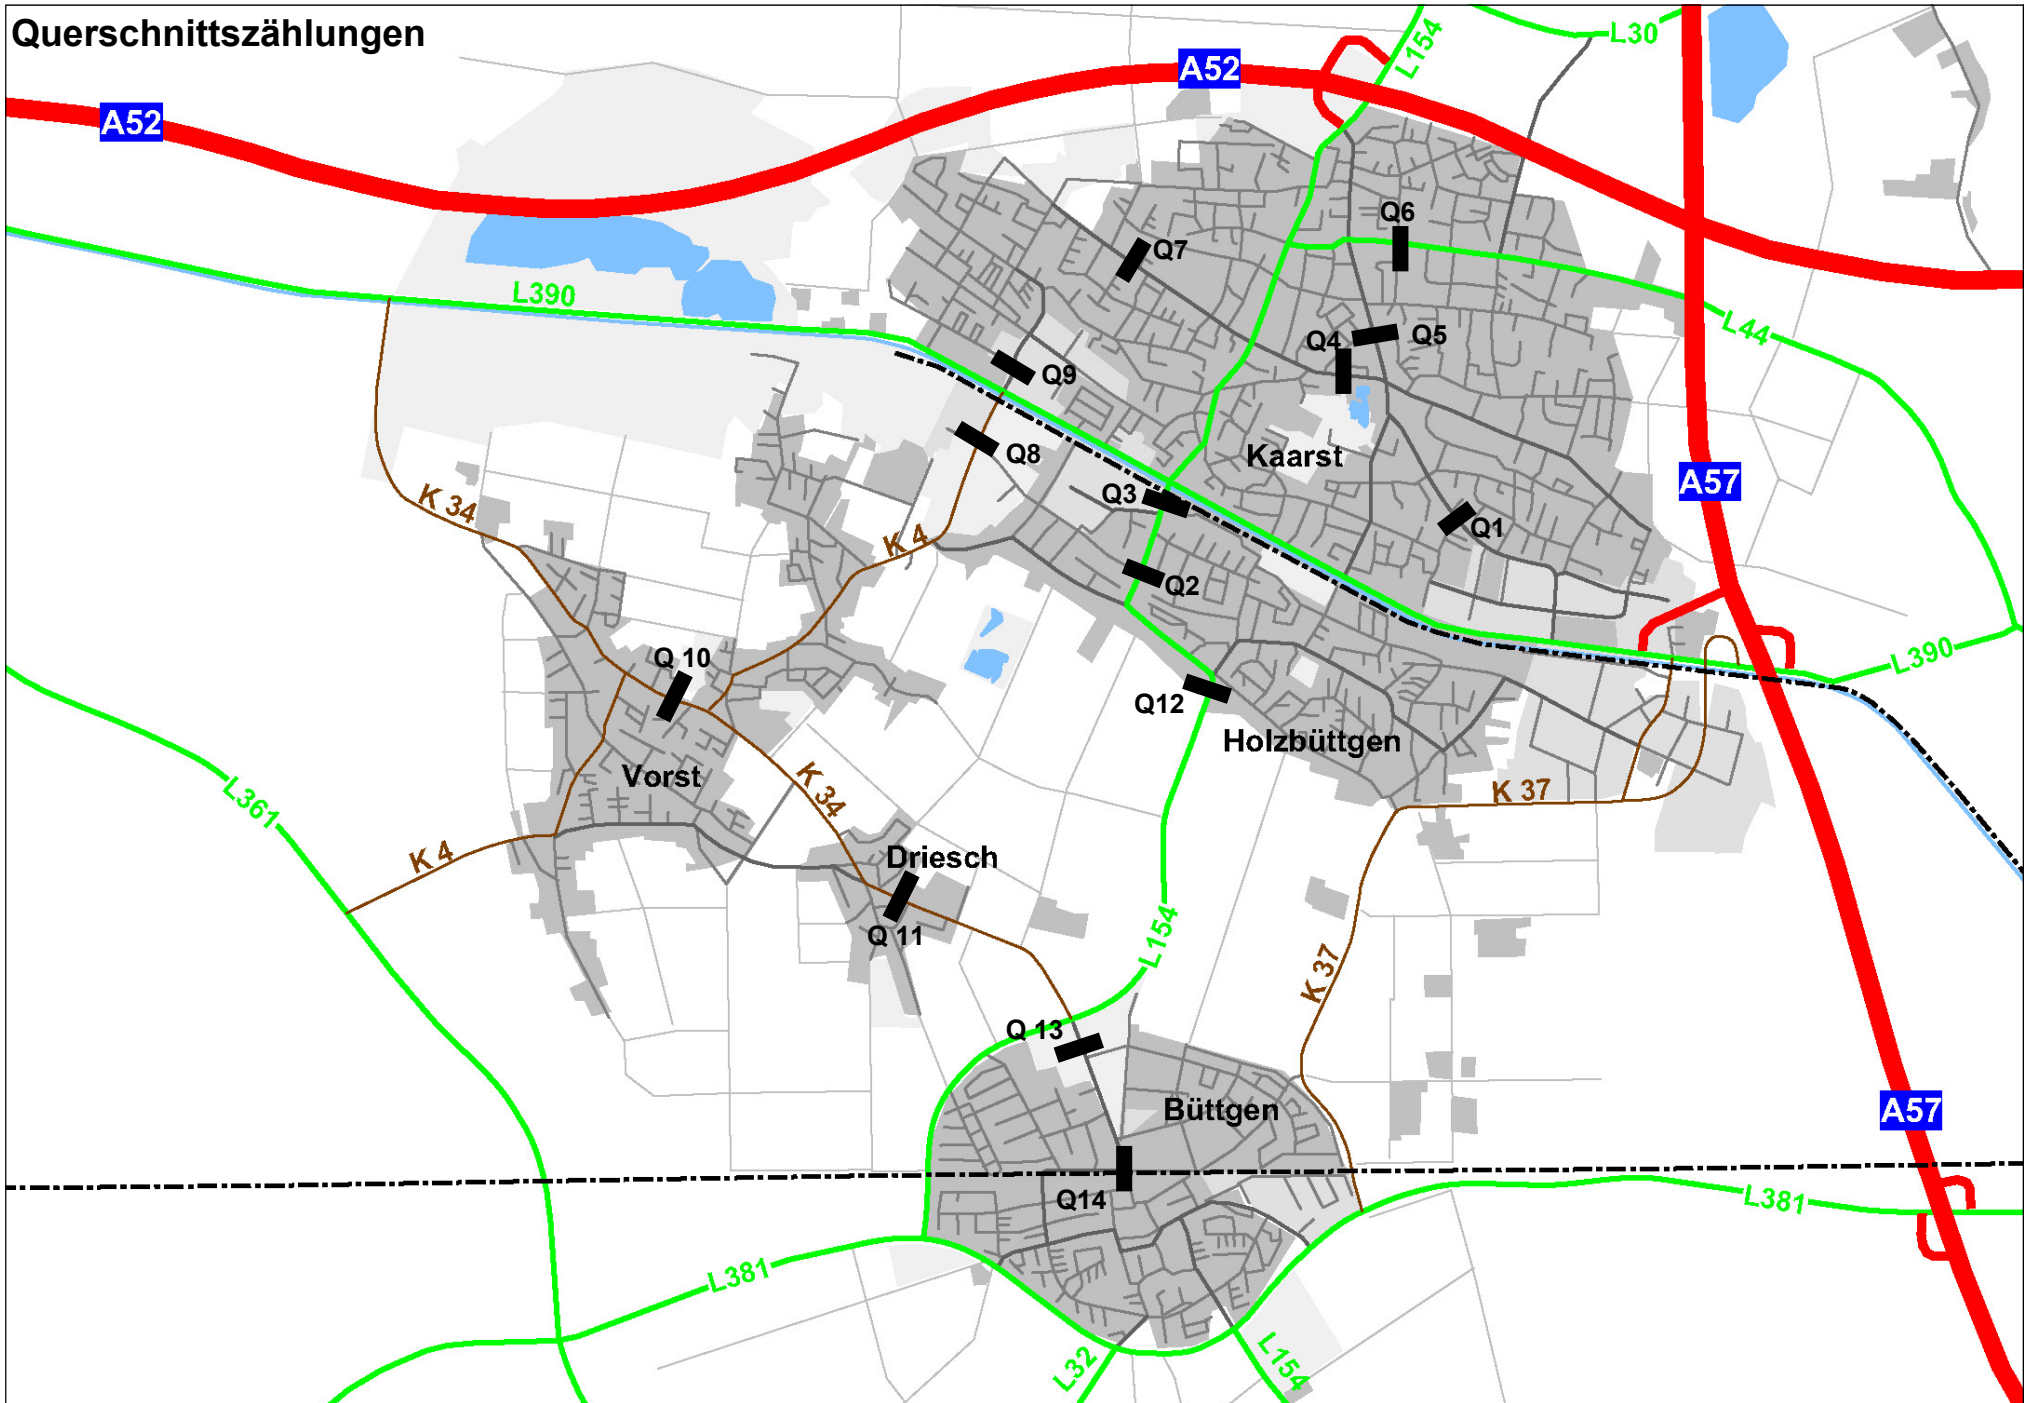 Querschnittszählungen
L154
L30
A52
A52
Q6
Q7
L390
L44
Q4
Q5
Q9
Kaarst
Q8
A57
K 34
Q3
Q1
K 4
Q2
Q 10
L390
Q12
Holzbüttgen
Vorst
K 34
K 37
L361
K 4
Driesch
Q 11
L154
K 37
Q 13
Büttgen
A57
Q14
L381
L381
L32
L154